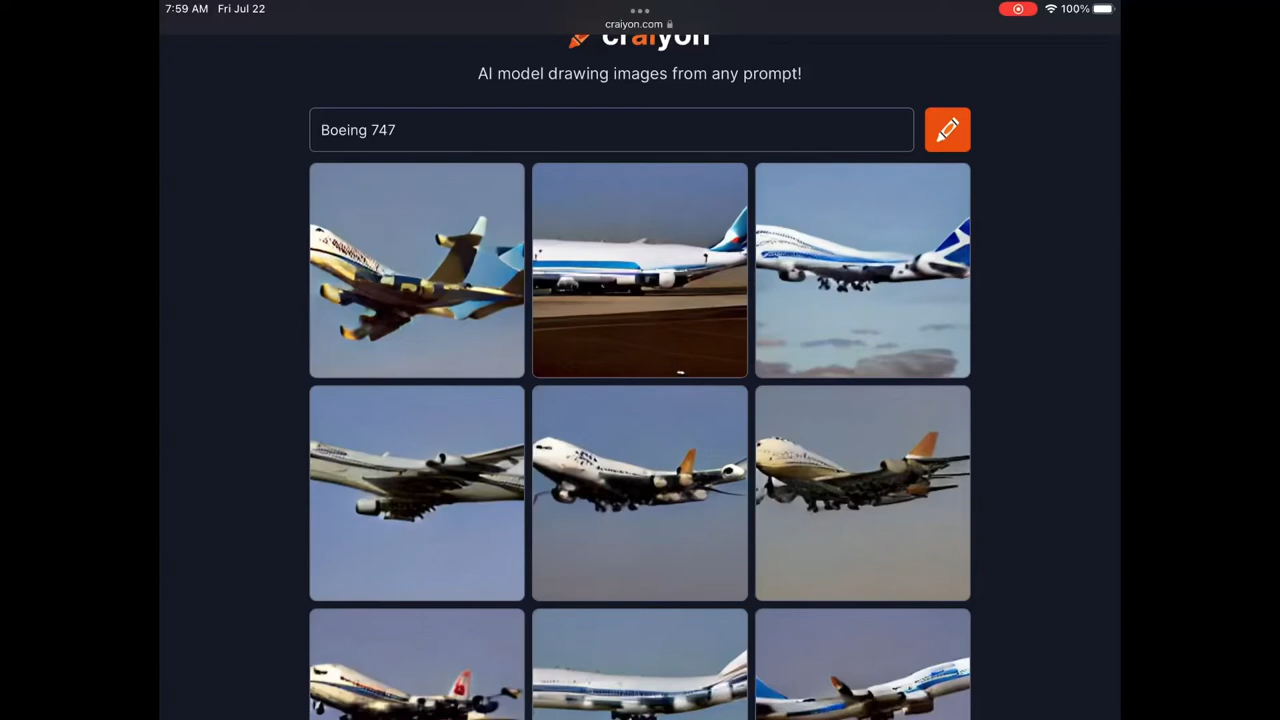 7:59 AM Fri Jul 22
100%
craiyon.com
craiyon
AI model drawing images from any prompt!
Boeing 747